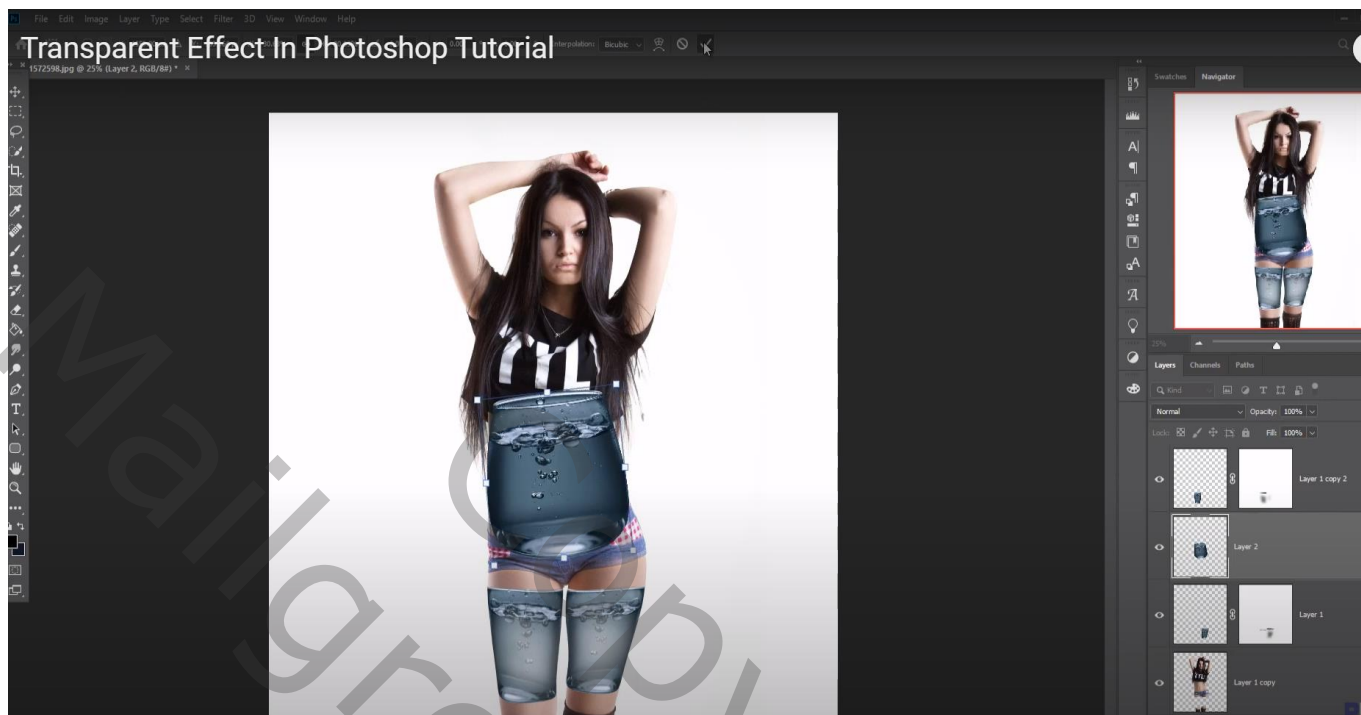 File Edit Image Layer Type Select Filter 3D View Window Help
Transparent Effect In Photoshop Tutorial
Interpolation: Bicubic
1572598.jpg @ 25% (Layer 2, RGB/8#) * ×
Swatches Navigator
25%
Layers Channels Paths
Kind
Normal Opacity: 100%
Lock: Fill: 100%
Layer 1 copy 2
Layer 2
Layer 1
Layer 1 copy